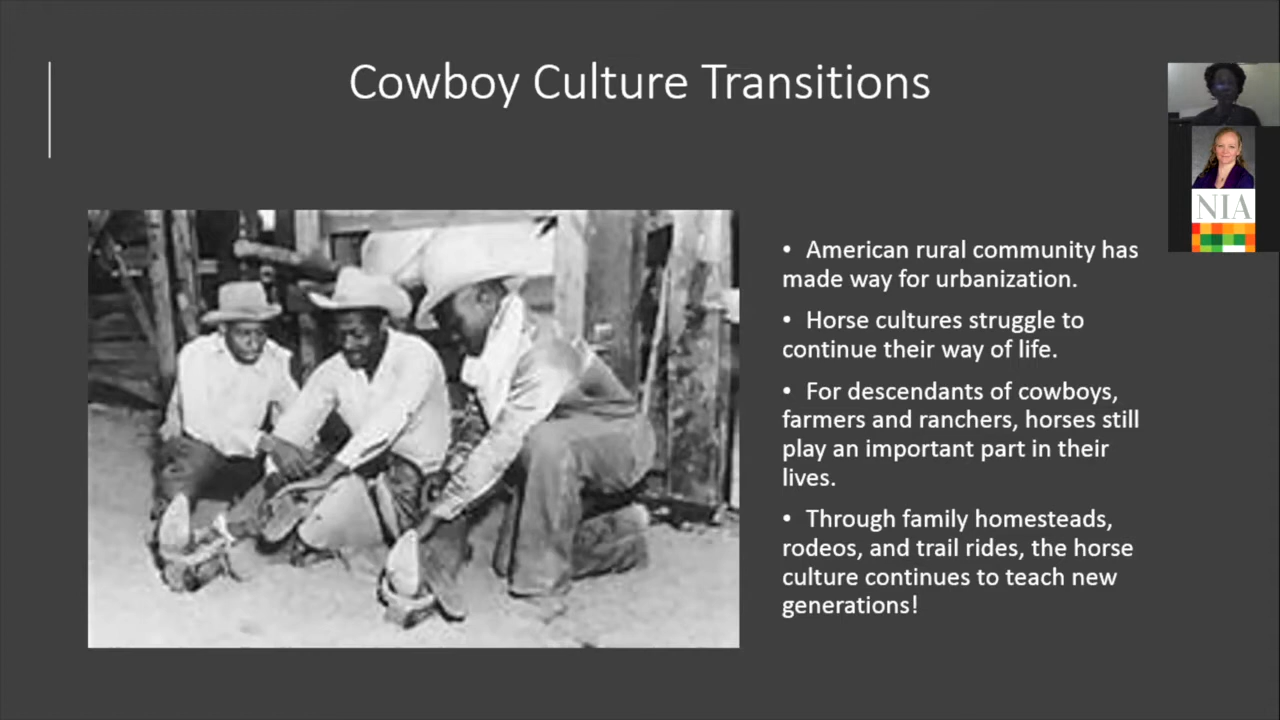 Cowboy Culture Transitions
NIA
• American rural community has
made way for urbanization.
• Horse cultures struggle to
continue their way of life.
• For descendants of cowboys,
farmers and ranchers, horses still
play an important part in their
lives.
• Through family homesteads,
rodeos, and trail rides, the horse
culture continues to teach new
generations!